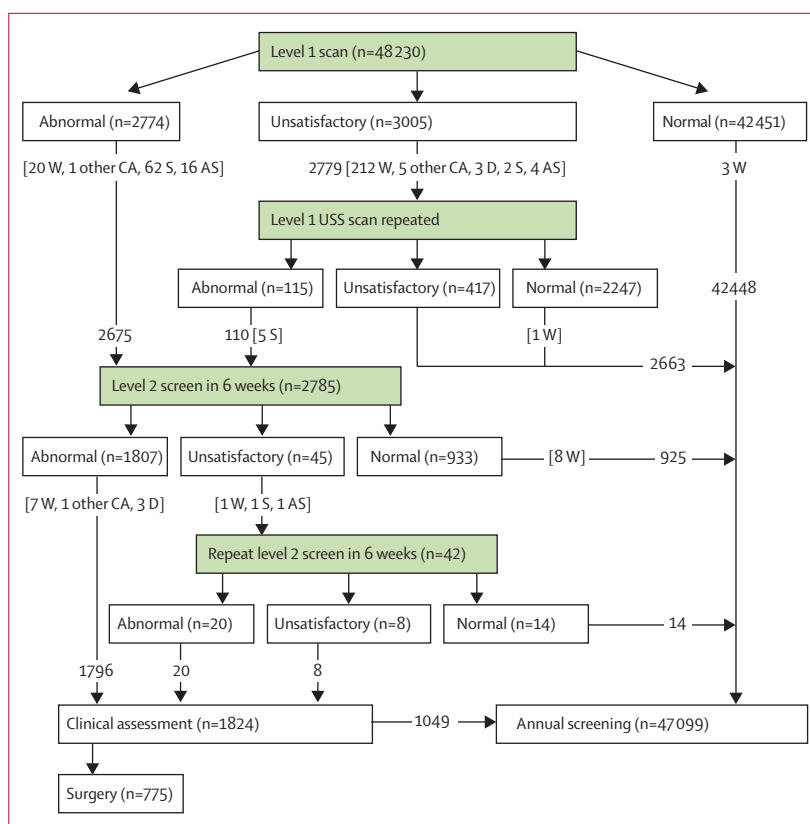 Level 1 scan (n=48 230)
Abnormal (n=2774)
Unsatisfactory (n=3005)
Normal (n=42 451)
[20 W, 1 other CA, 62 S, 16 AS]
2779 [212 W, 5 other CA, 3 D, 2 S, 4 AS]
3 W
Level 1 USS scan repeated
Abnormal (n=115)
Unsatisfactory (n=417)
Normal (n=2247)
42448
2675
110 [5 S]
[1 W]
2663
Level 2 screen in 6 weeks (n=2785)
Abnormal (n=1807)
Unsatisfactory (n=45)
Normal (n=933)
[8 W]
925
[7 W, 1 other CA, 3 D]
[1 W, 1 S, 1 AS]
Repeat level 2 screen in 6 weeks (n=42)
Abnormal (n=20)
Unsatisfactory (n=8)
Normal (n=14)
14
1796
20
8
Clinical assessment (n=1824)
1049
Annual screening (n=47 099)
Surgery (n=775)